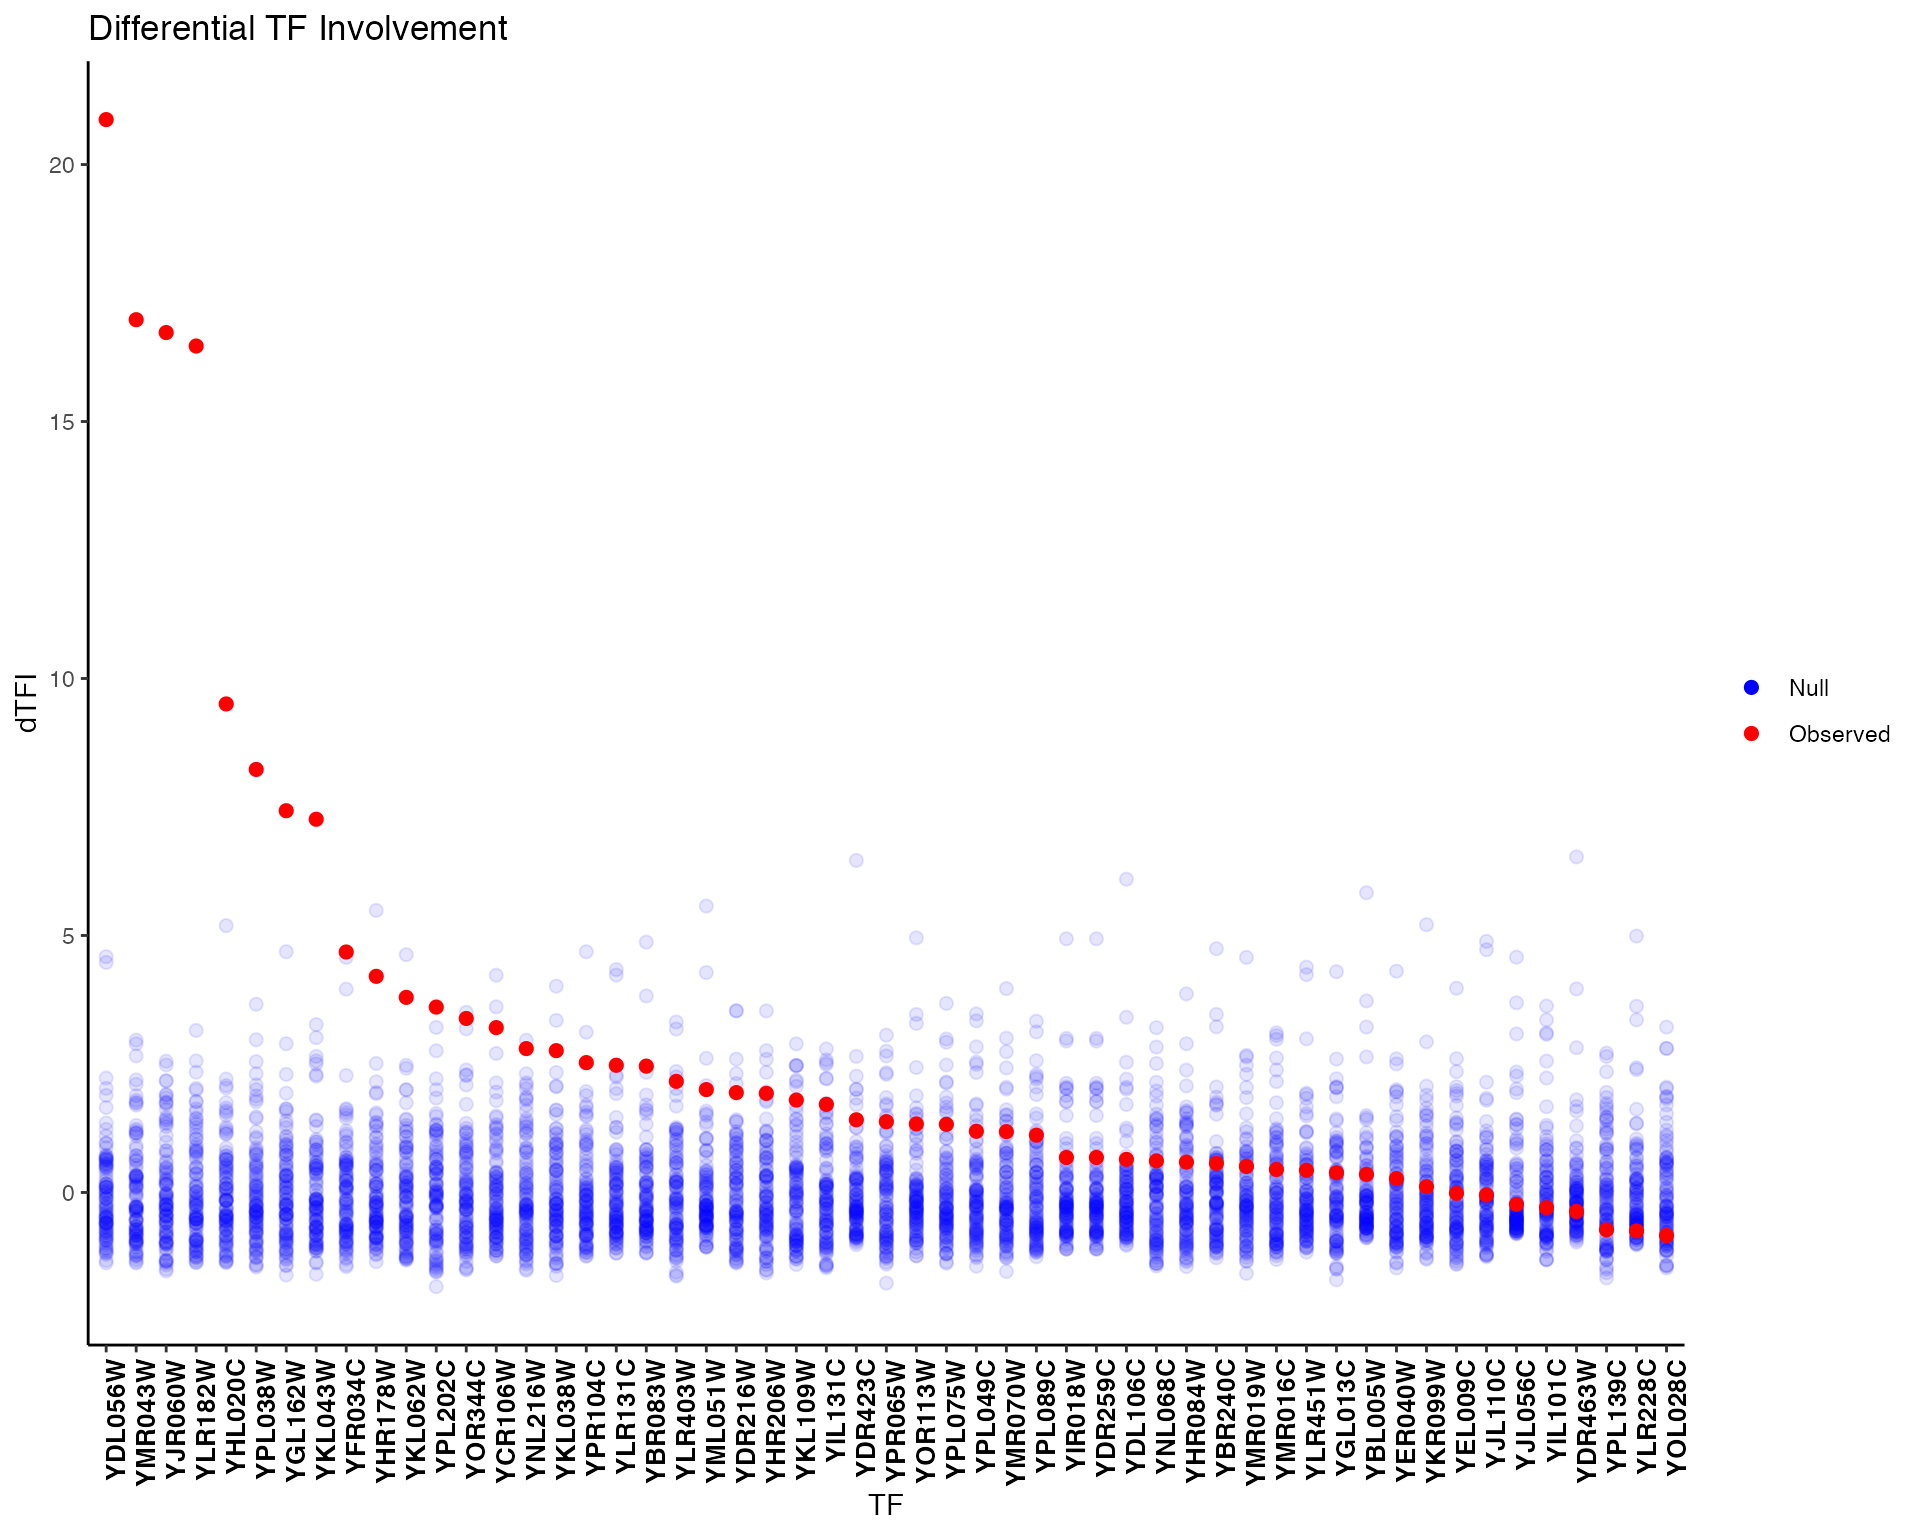 Differential TF Involvement
20
15
10
5
0
dTFI
Null
Observed
YDL056W
YMR043W
YJR060W
YLR182W
YHL020C
YPL038W
YGL162W
YKL043W
YFR034C
YHR178W
YKL062W
YPL202C
YOR344C
YCR106W
YNL216W
YKL038W
YPR104C
YLR131C
YBR083W
YLR403W
YML051W
YDR216W
YHR206W
YKL109W
YIL131C
YDR423C
YPR065W
YOR113W
YPL075W
YPL049C
YMR070W
YPL089C
YIR018W
YDR259C
YDL106C
YNL068C
YHR084W
YBR240C
YMR019W
YMR016C
YLR451W
YGL013C
YBL005W
YER040W
YKR099W
YEL009C
YJL110C
YJL056C
YIL101C
YDR463W
YPL139C
YLR228C
YOL028C
TF